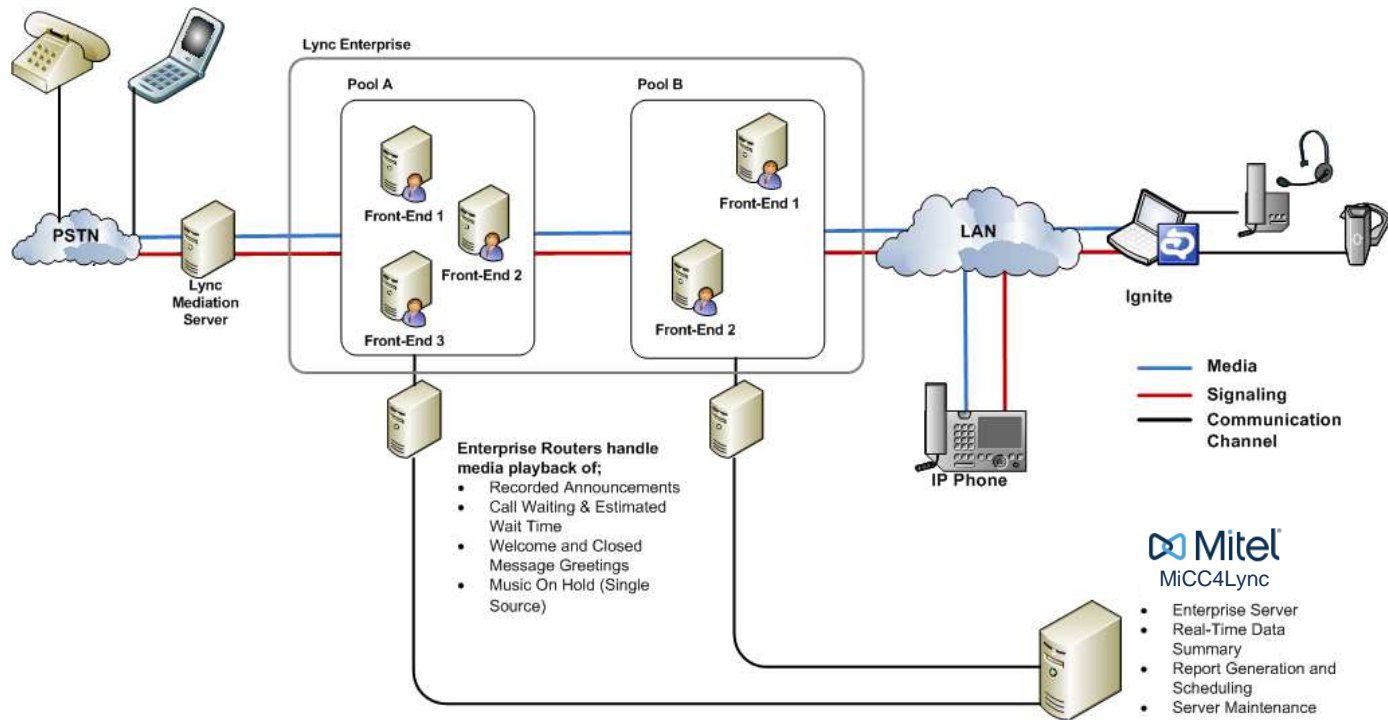 Lync Enterprise
Pool A
Pool B
Front-End 1
Front-End 2
Front-End 3
Front-End 1
Front-End 2
PSTN
Lync
Mediation
Server
LAN
Ignite
IP Phone
Media
Signaling
Communication
Channel
Enterprise Routers handle
media playback of;
• Recorded Announcements
• Call Waiting & Estimated
Wait Time
• Welcome and Closed
Message Greetings
• Music On Hold (Single
Source)
Mitel
MiCC4Lync
• Enterprise Server
• Real-Time Data
Summary
• Report Generation and
Scheduling
• Server Maintenance